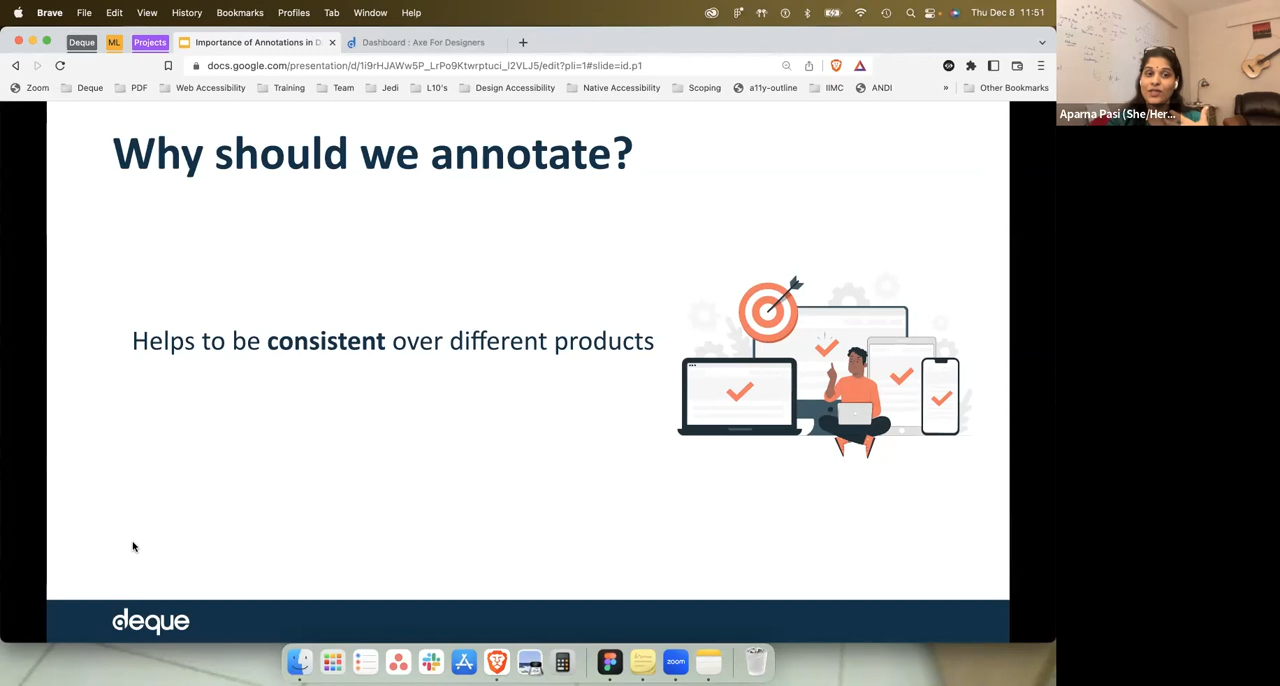 Brave File Edit View History Bookmarks Profiles Tab Window Help Thu Dec 8 11:51
Deque ML Projects Importance of Annotations in D Dashboard : Axe For Designers
docs.google.com/presentation/d/1i9rHJAWw5P_LrPo9Ktwrptuci_l2VLJ5/edit?pli=1#slide=id.p1
Zoom Deque PDF Web Accessibility Training Team Jedi L10's Design Accessibility Native Accessibility Scoping a11y-outline IIMC ANDI » Other Bookmarks
Aparna Pasi (She/Her...
Why should we annotate?
Helps to be consistent over different products
deque
zoom